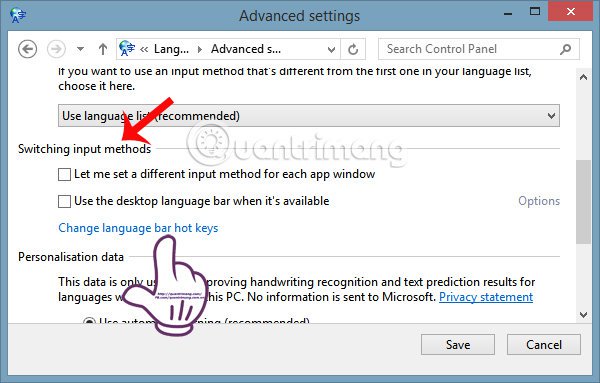 Advanced settings
« Lang... ▸ Advanced s...
Search Control Panel
If you want to use an input method that's different from the first one in your language list,
choose it here.
Use language list (recommended)
Switching input methods
Quantrimang
Let me set a different input method for each app window
Use the desktop language bar when it's available
Options
Change language bar hot keys
Personalisation data
This data is only us proving handwriting recognition and text prediction results for
languages w this PC. No information is sent to Microsoft. Privacy statement
Use autom ning (recommended)
Save
Cancel